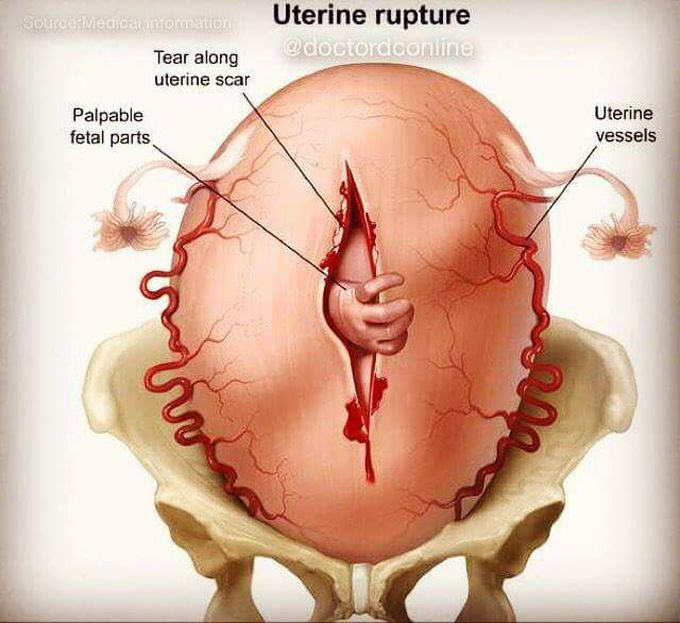 Uterine rupture
Source:Medical information
@doctordconline
Tear along
uterine scar
Palpable
fetal parts
Uterine
vessels